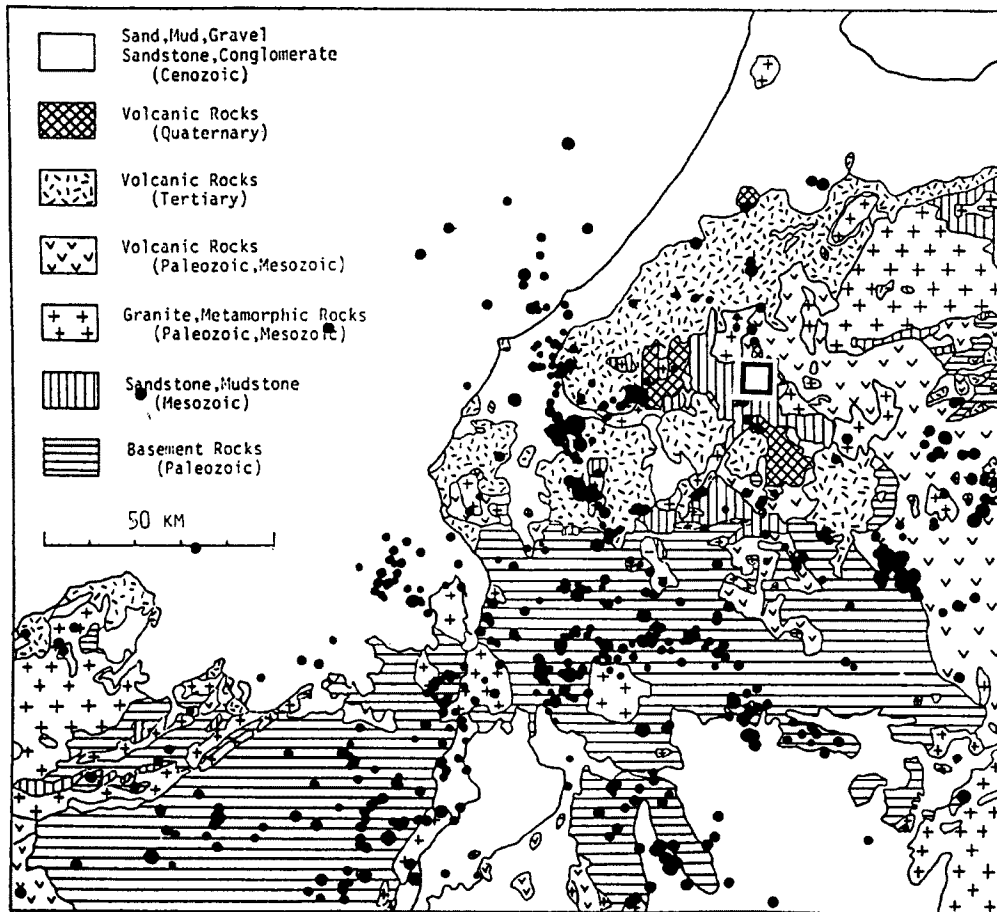 Sand,Mud,Gravel
Sandstone,Conglomerate
(Cenozoic)
Volcanic Rocks
(Quaternary)
Volcanic Rocks
(Tertiary)
Volcanic Rocks
(Paleozoic,Mesozoic)
Granite,Metamorphic Rocks
(Paleozoic,Mesozoic)
Sandstone,Mudstone
(Mesozoic)
Basement Rocks
(Paleozoic)
50 KM